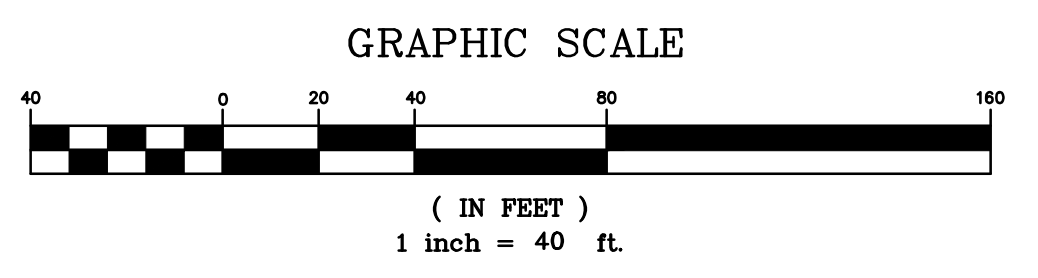 GRAPHIC SCALE
40 0 20 40 80 160
( IN FEET )
1 inch = 40 ft.